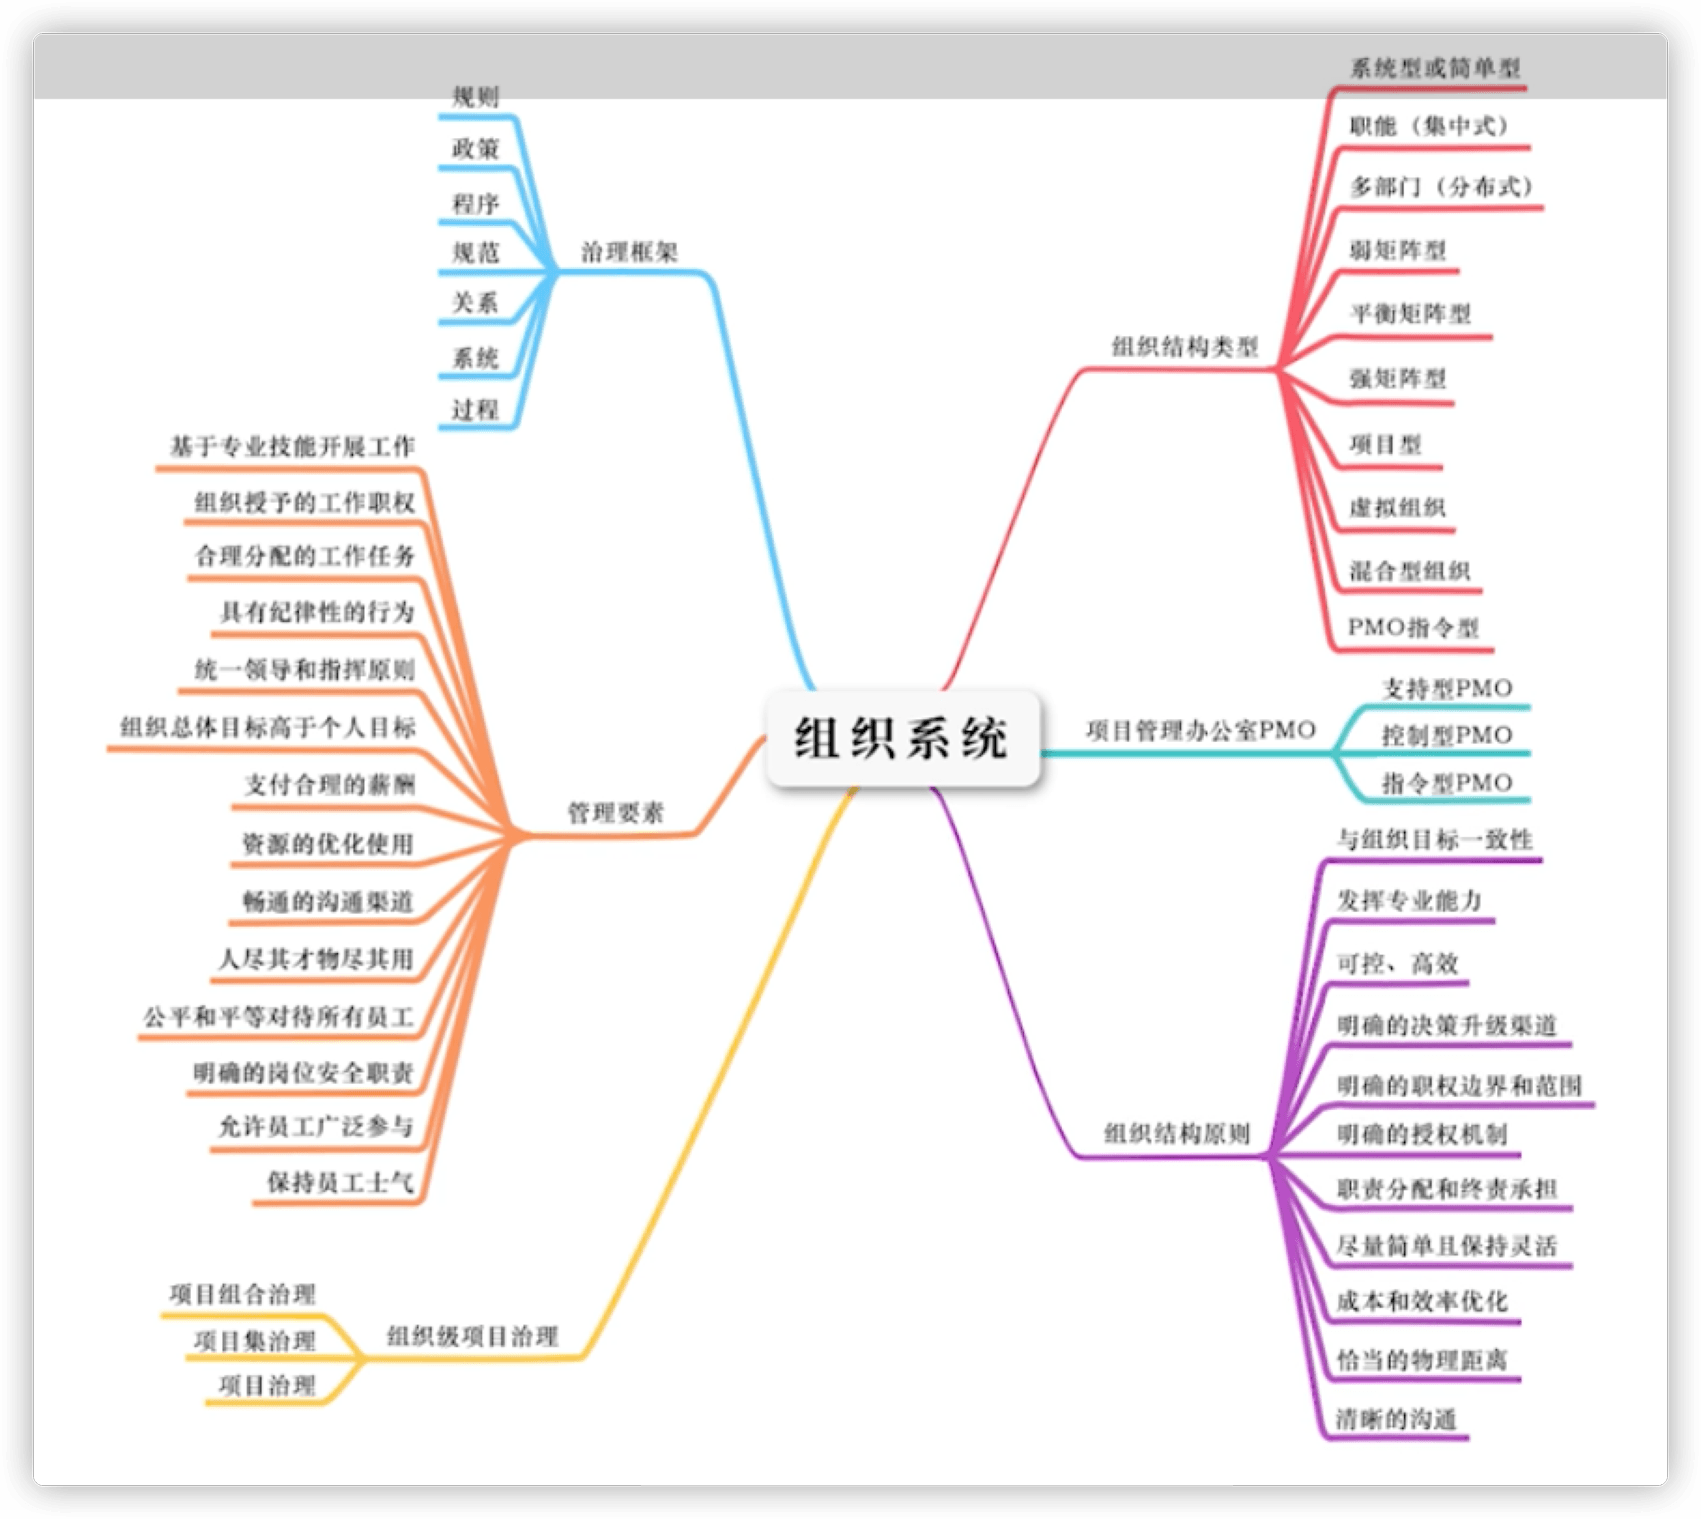 组织系统
治理框架
规则
政策
程序
规范
关系
系统
过程
管理要素
基于专业技能开展工作
组织授予的工作职权
合理分配的工作任务
具有纪律性的行为
统一领导和指挥原则
组织总体目标高于个人目标
支付合理的薪酬
资源的优化使用
畅通的沟通渠道
人尽其才物尽其用
公平和平等对待所有员工
明确的岗位安全职责
允许员工广泛参与
保持员工士气
组织级项目治理
项目组合治理
项目集治理
项目治理
组织结构类型
系统型或简单型
职能（集中式）
多部门（分布式）
弱矩阵型
平衡矩阵型
强矩阵型
项目型
虚拟组织
混合型组织
PMO指令型
项目管理办公室PMO
支持型PMO
控制型PMO
指令型PMO
组织结构原则
与组织目标一致性
发挥专业能力
可控、高效
明确的决策升级渠道
明确的职权边界和范围
明确的授权机制
职责分配和终责承担
尽量简单且保持灵活
成本和效率优化
恰当的物理距离
清晰的沟通